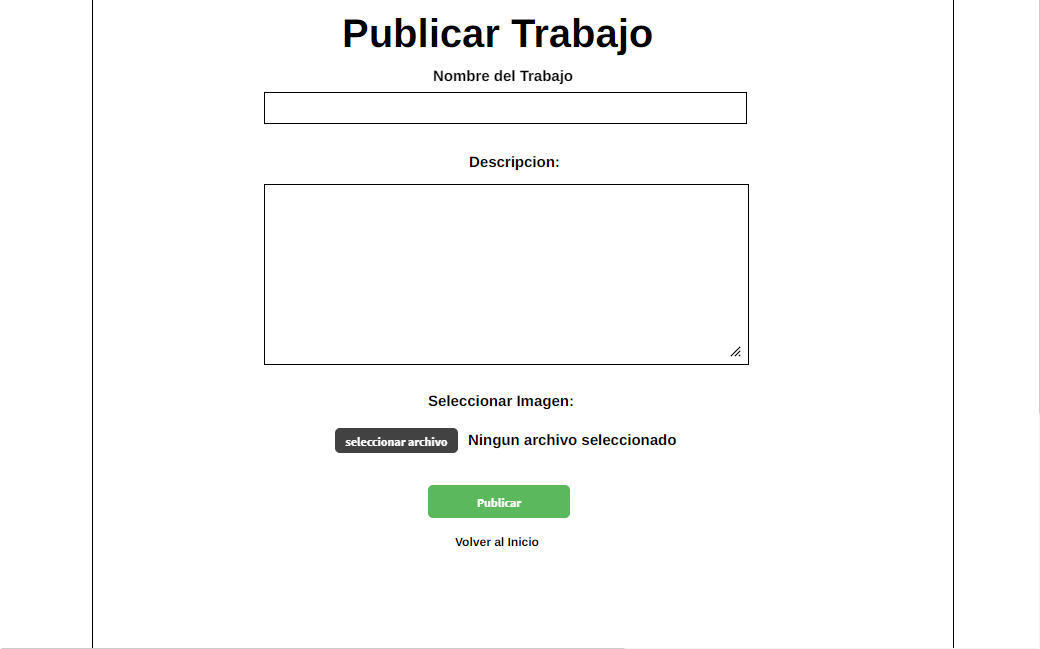 Publicar Trabajo
Nombre del Trabajo
Descripcion:
Seleccionar Imagen:
seleccionar archivo Ningun archivo seleccionado
Publicar
Volver al Inicio